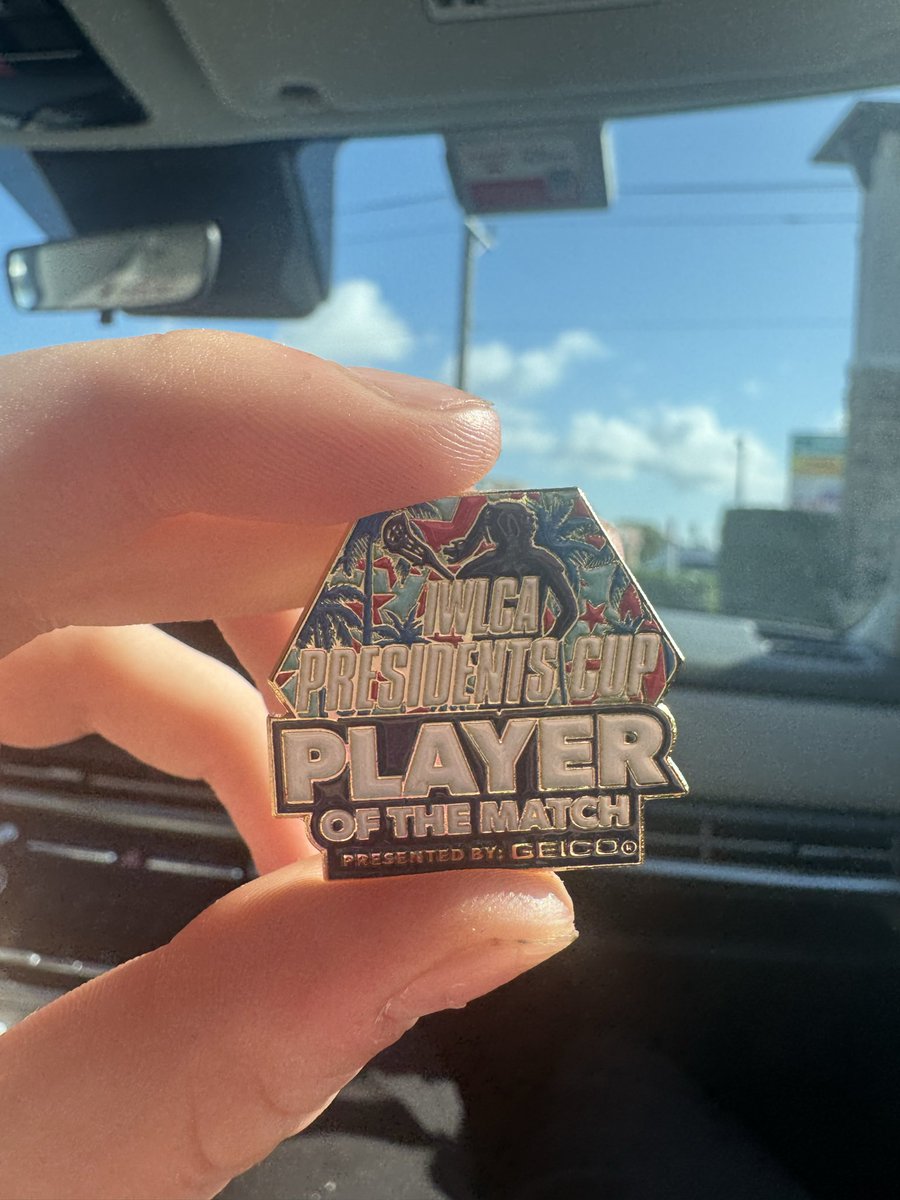 IWLCA
PRESIDENTS CUP
PLAYER
OF THE MATCH
PRESENTED BY: GEICO